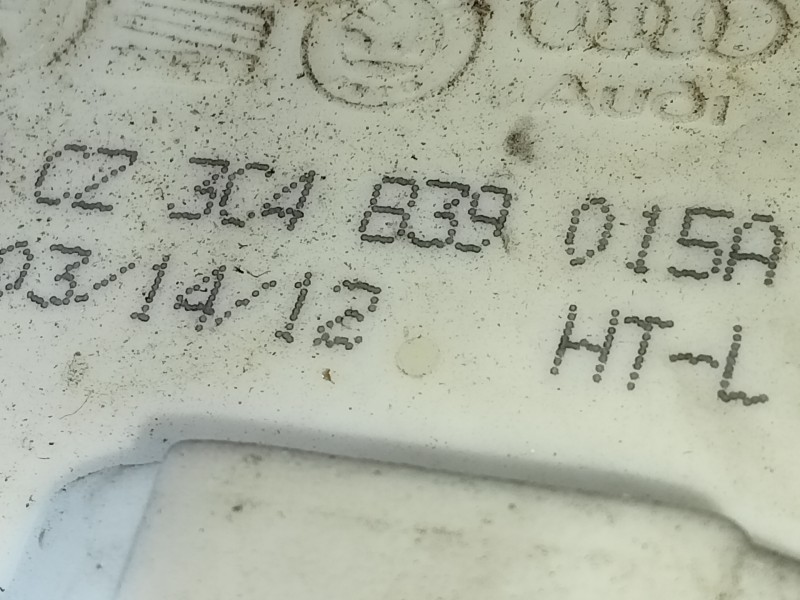 AUDI
CZ 3C4 839 015A
03/14/12
HT-L